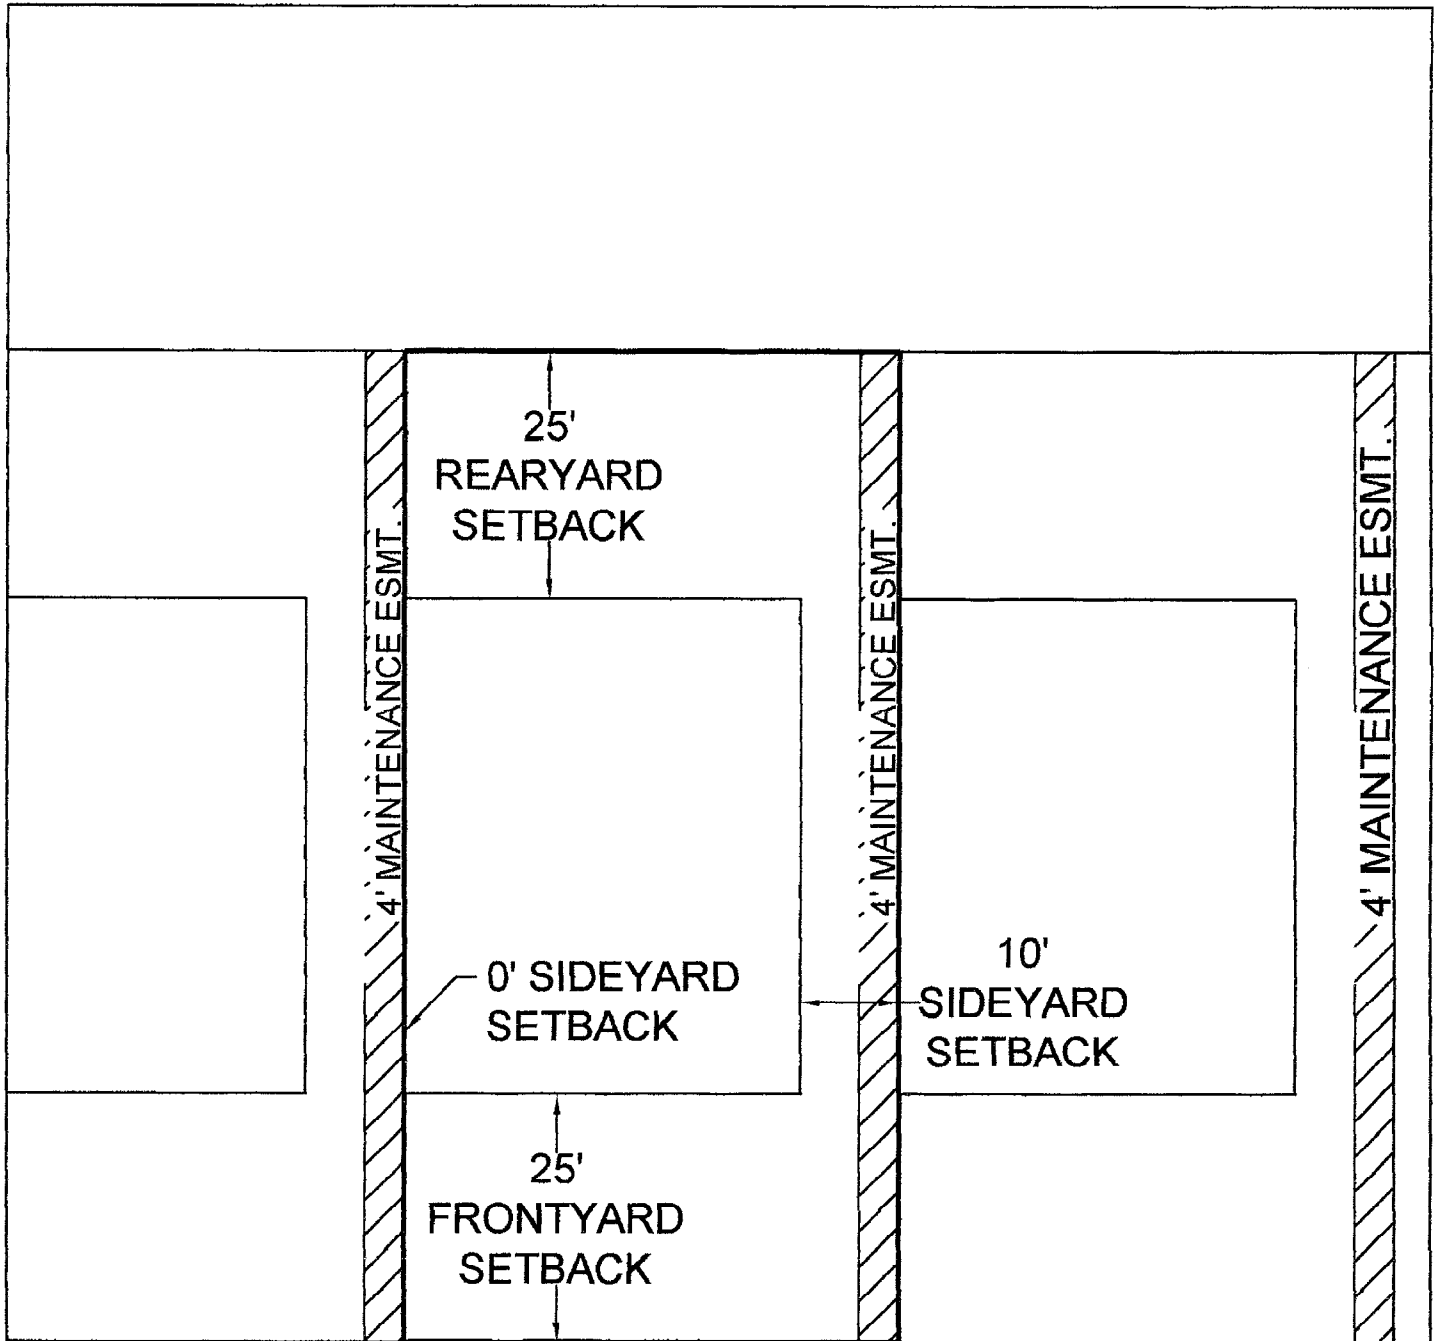 25'
REARYARD
SETBACK
4' MAINTENANCE ESMT.
4' MAINTENANCE ESMT.
4' MAINTENANCE ESMT.
0' SIDEYARD
SETBACK
10'
SIDEYARD
SETBACK
25'
FRONTYARD
SETBACK